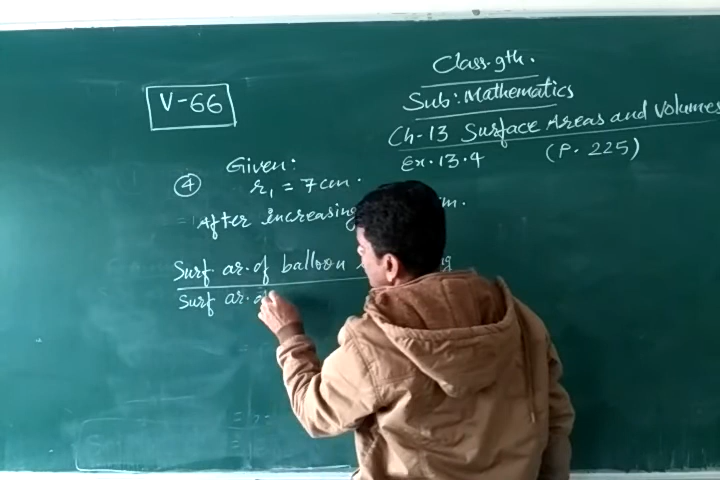 Class-9th.
Sub: Mathematics
Ch-13 Surface Areas and Volumes
Ex. 13.4 (P. 225)
V-66
Given:
④ r₁ = 7 cm.
After increasing m.
Surf ar. of balloon
Surf ar. of